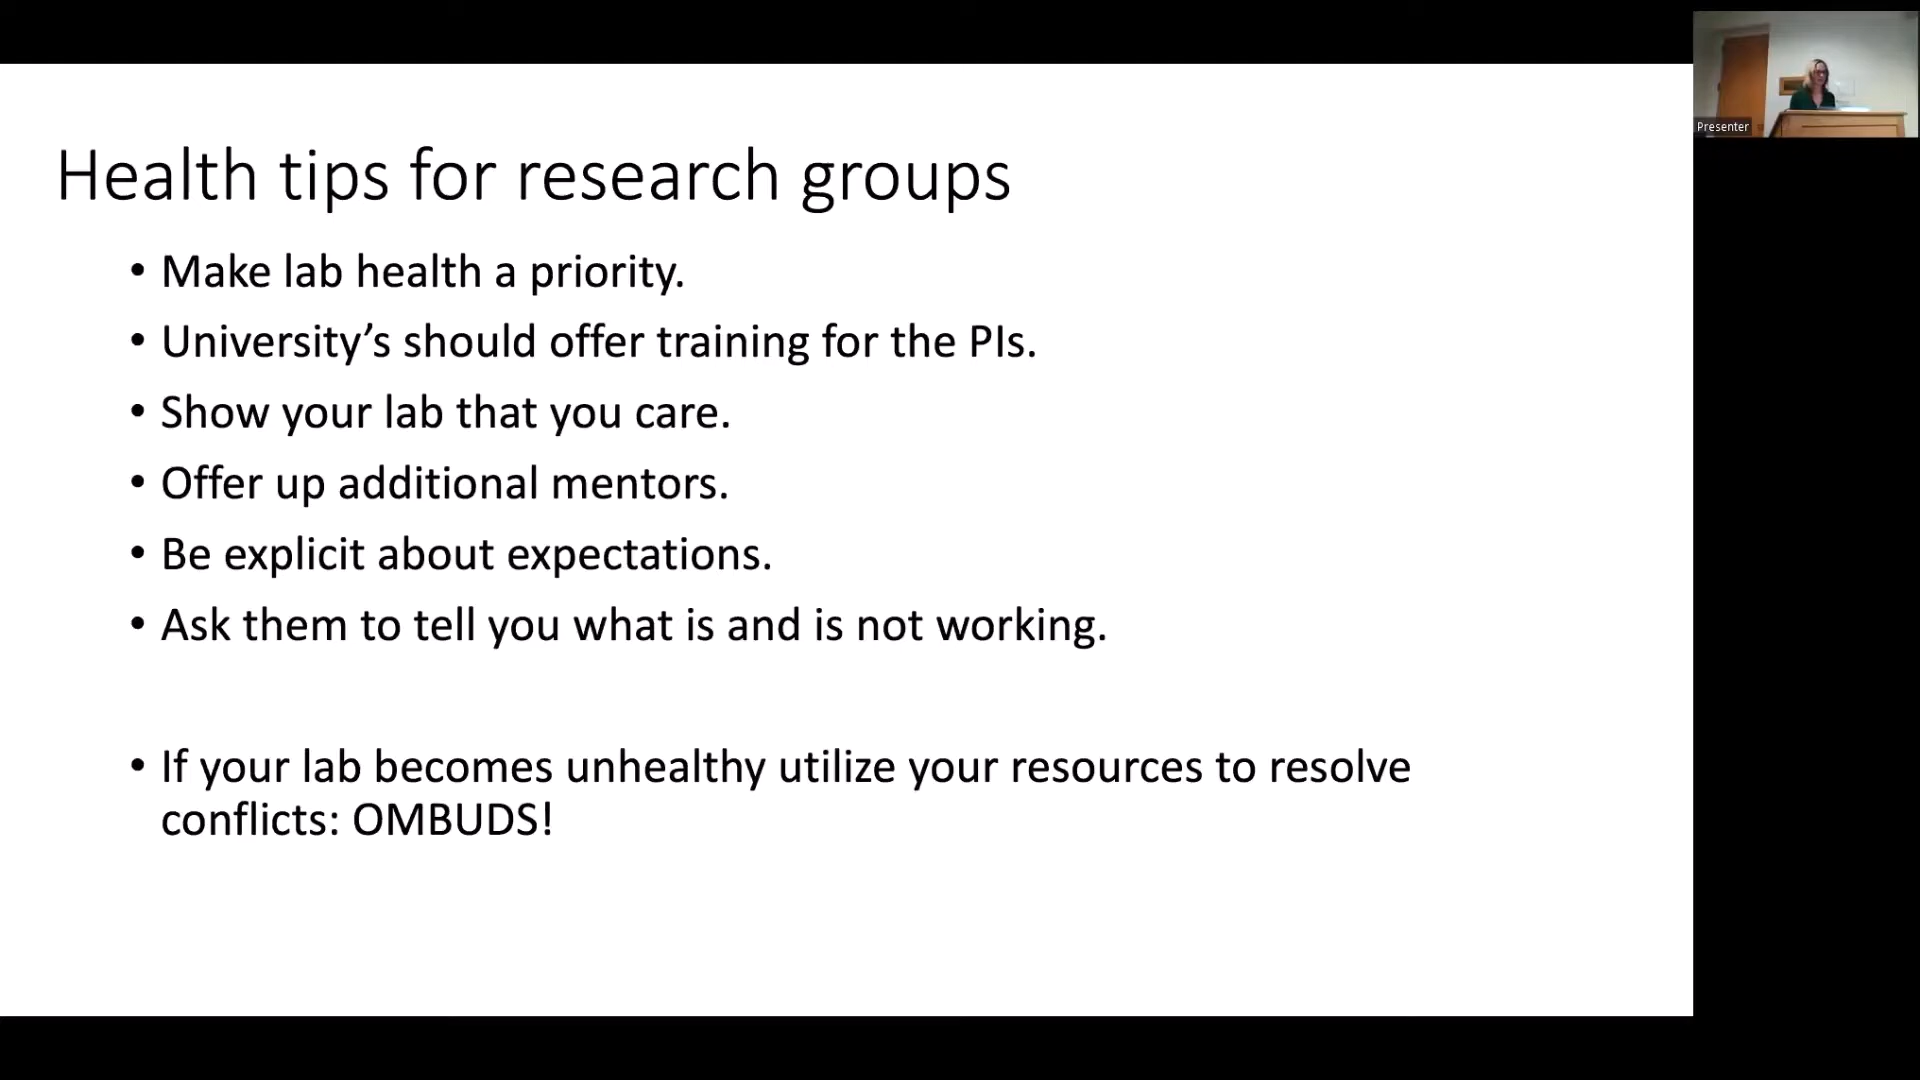 Health tips for research groups
• Make lab health a priority.
• University’s should offer training for the PIs.
• Show your lab that you care.
• Offer up additional mentors.
• Be explicit about expectations.
• Ask them to tell you what is and is not working.
• If your lab becomes unhealthy utilize your resources to resolve
conflicts: OMBUDS!
Presenter